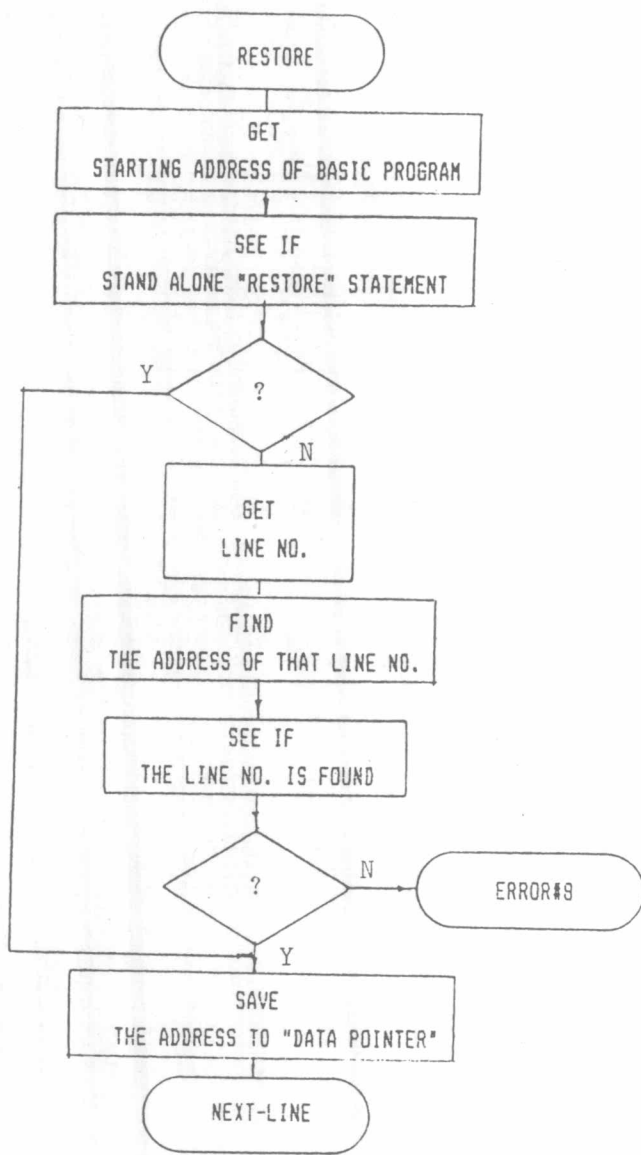 RESTORE
GET
STARTING ADDRESS OF BASIC PROGRAM
SEE IF
STAND ALONE "RESTORE" STATEMENT
Y
?
N
GET
LINE NO.
FIND
THE ADDRESS OF THAT LINE NO.
SEE IF
THE LINE NO. IS FOUND
?
N
ERROR#9
Y
SAVE
THE ADDRESS TO "DATA POINTER"
NEXT-LINE